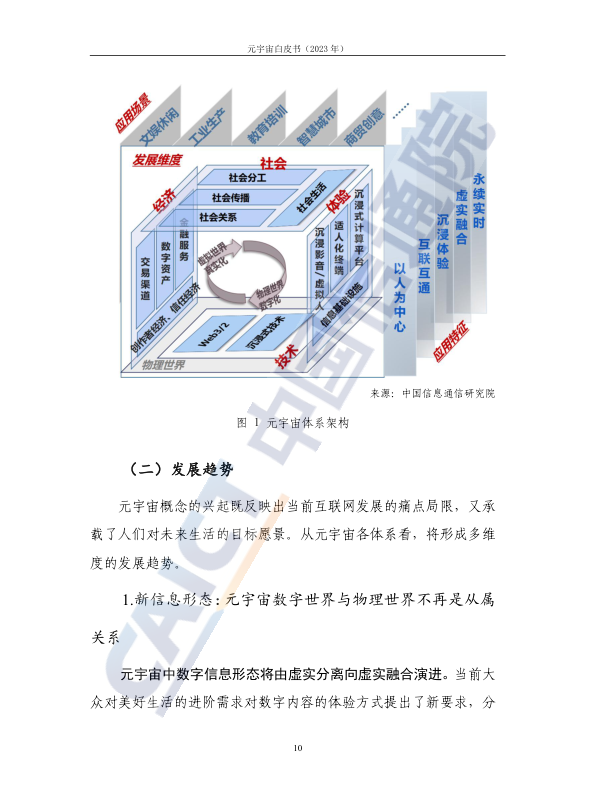 元宇宙白皮书（2023 年）
应用场景
文娱休闲
工业生产
教育培训
智慧城市
商贸创意
……
发展维度
社会
社会分工
社会传播
社会关系
社会生活
经济
金融服务
数字资产
交易渠道
创作者经济、信任经济
体验
沉浸式计算平台
适人化终端
沉浸影音/虚拟人
信息基础设施
虚拟世界
真实化
物理世界
数字化
Web3/2
沉浸式技术
技术
物理世界
以人为中心
互联互通
沉浸体验
虚实融合
永续实时
应用特征
来源：中国信息通信研究院
图 1 元宇宙体系架构
（二）发展趋势
元宇宙概念的兴起既反映出当前互联网发展的痛点局限，又承
载了人们对未来生活的目标愿景。从元宇宙各体系看，将形成多维
度的发展趋势。
1.新信息形态：元宇宙数字世界与物理世界不再是从属
关系
元宇宙中数字信息形态将由虚实分离向虚实融合演进。当前大
众对美好生活的进阶需求对数字内容的体验方式提出了新要求，分
10
CAICT 中国信通院